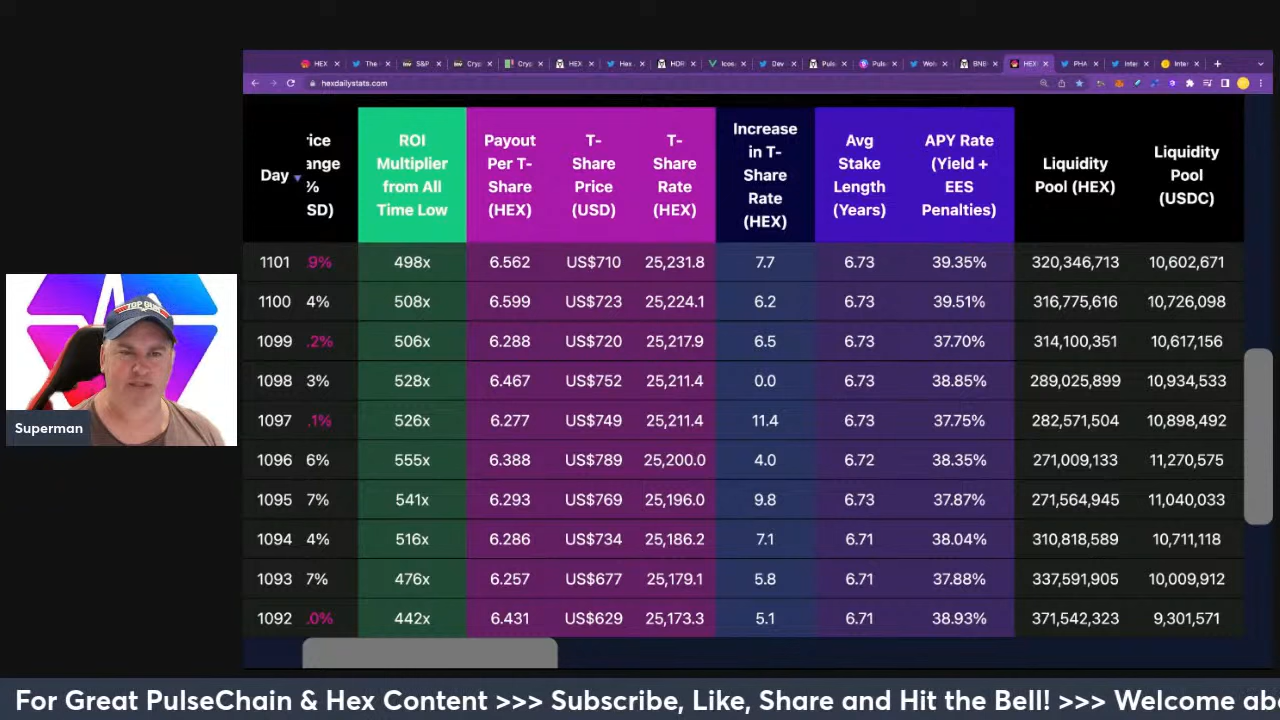 HEX
The
S&P
HEX
Hex
Dev
HEX
PHA
hexdailystats.com
Day
rice
ange
%
SD)
ROI
Multiplier
from All
Time Low
Payout
Per T-
Share
(HEX)
T-
Share
Price
(USD)
T-
Share
Rate
(HEX)
Increase
in T-
Share
Rate
(HEX)
Avg
Stake
Length
(Years)
APY Rate
(Yield +
EES
Penalties)
Liquidity
Pool (HEX)
Liquidity
Pool
(USDC)
1101 .9% 498x 6.562 US$710 25,231.8 7.7 6.73 39.35% 320,346,713 10,602,671
1100 4% 508x 6.599 US$723 25,224.1 6.2 6.73 39.51% 316,775,616 10,726,098
1099 .2% 506x 6.288 US$720 25,217.9 6.5 6.73 37.70% 314,100,351 10,617,156
1098 3% 528x 6.467 US$752 25,211.4 0.0 6.73 38.85% 289,025,899 10,934,533
1097 .1% 526x 6.277 US$749 25,211.4 11.4 6.73 37.75% 282,571,504 10,898,492
1096 6% 555x 6.388 US$789 25,200.0 4.0 6.72 38.35% 271,009,133 11,270,575
1095 7% 541x 6.293 US$769 25,196.0 9.8 6.73 37.87% 271,564,945 11,040,033
1094 4% 516x 6.286 US$734 25,186.2 7.1 6.71 38.04% 310,818,589 10,711,118
1093 7% 476x 6.257 US$677 25,179.1 5.8 6.71 37.88% 337,591,905 10,009,912
1092 .0% 442x 6.431 US$629 25,173.3 5.1 6.71 38.93% 371,542,323 9,301,571
TOP GUN
Superman
For Great PulseChain & Hex Content >>> Subscribe, Like, Share and Hit the Bell! >>> Welcome abo